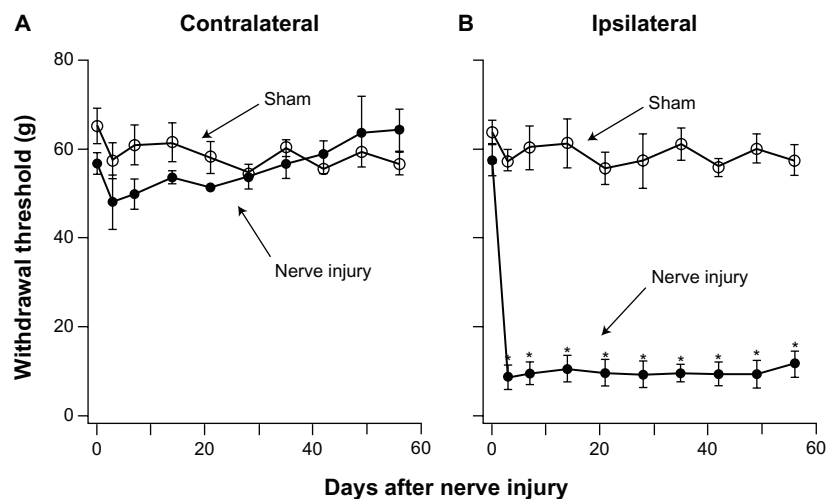 A Contralateral
B Ipsilateral
Withdrawal threshold (g)
80
60
40
20
0
Sham
Nerve injury
0 20 40 60
Sham
Nerve injury
* * * * * * * * *
0 20 40 60
Days after nerve injury